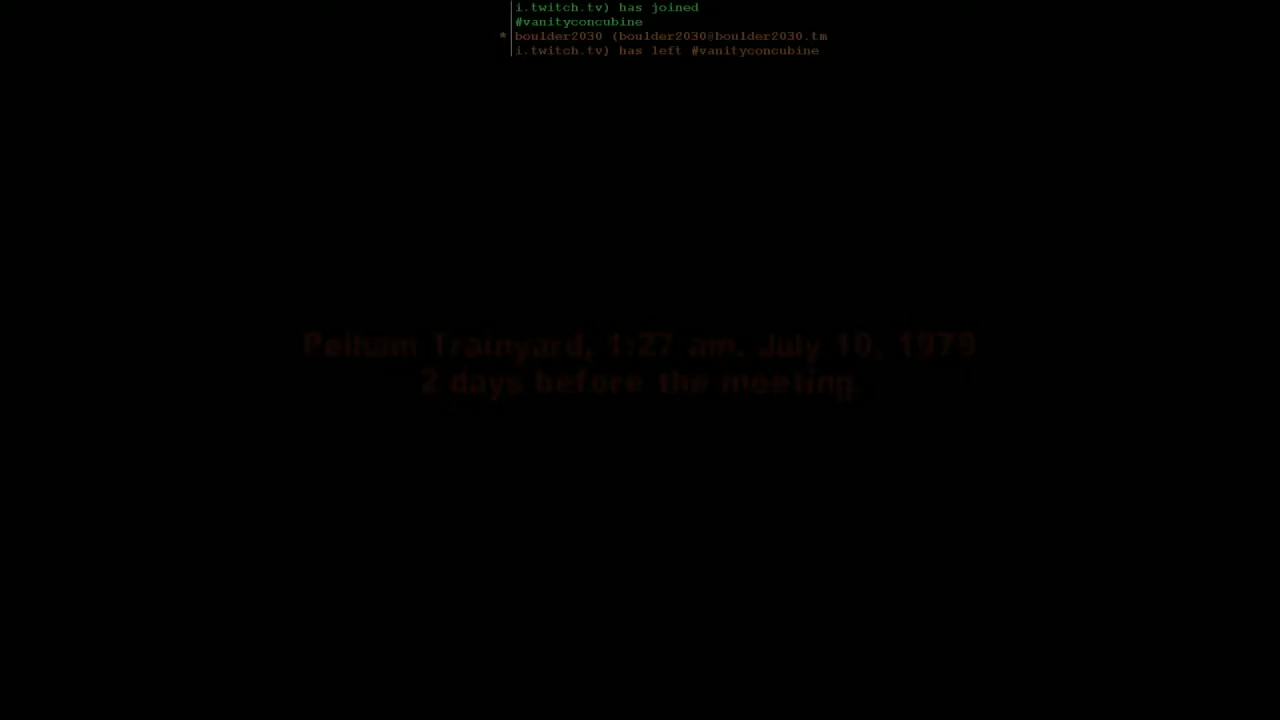 i.twitch.tv) has joined
#vanityconcubine
* boulder2030 (boulder2030@boulder2030.tm
i.twitch.tv) has left #vanityconcubine
Pelham Trainyard, 1:27 am. July 10, 1979
2 days before the meeting.